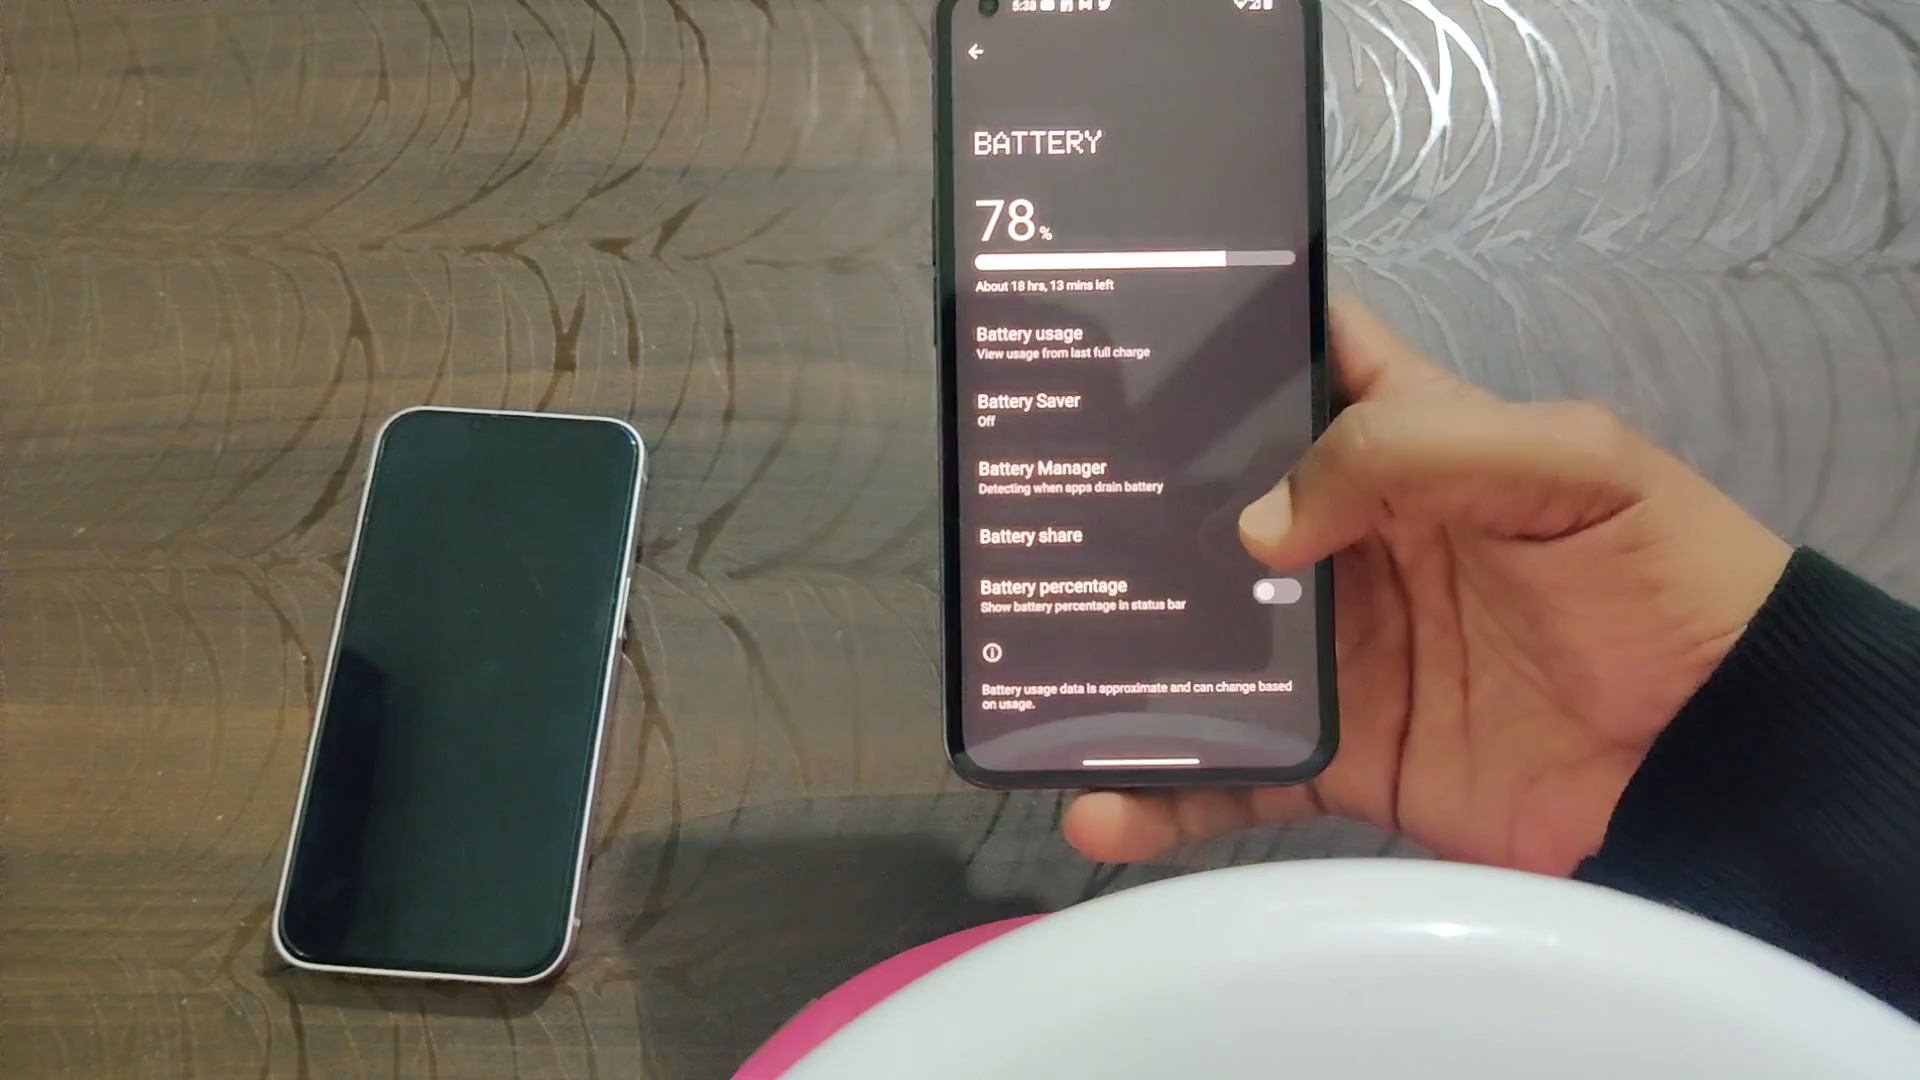 5:38
BATTERY
78%
About 18 hrs, 13 mins left
Battery usage
View usage from last full charge
Battery Saver
Off
Battery Manager
Detecting when apps drain battery
Battery share
Battery percentage
Show battery percentage in status bar
Battery usage data is approximate and can change based
on usage.